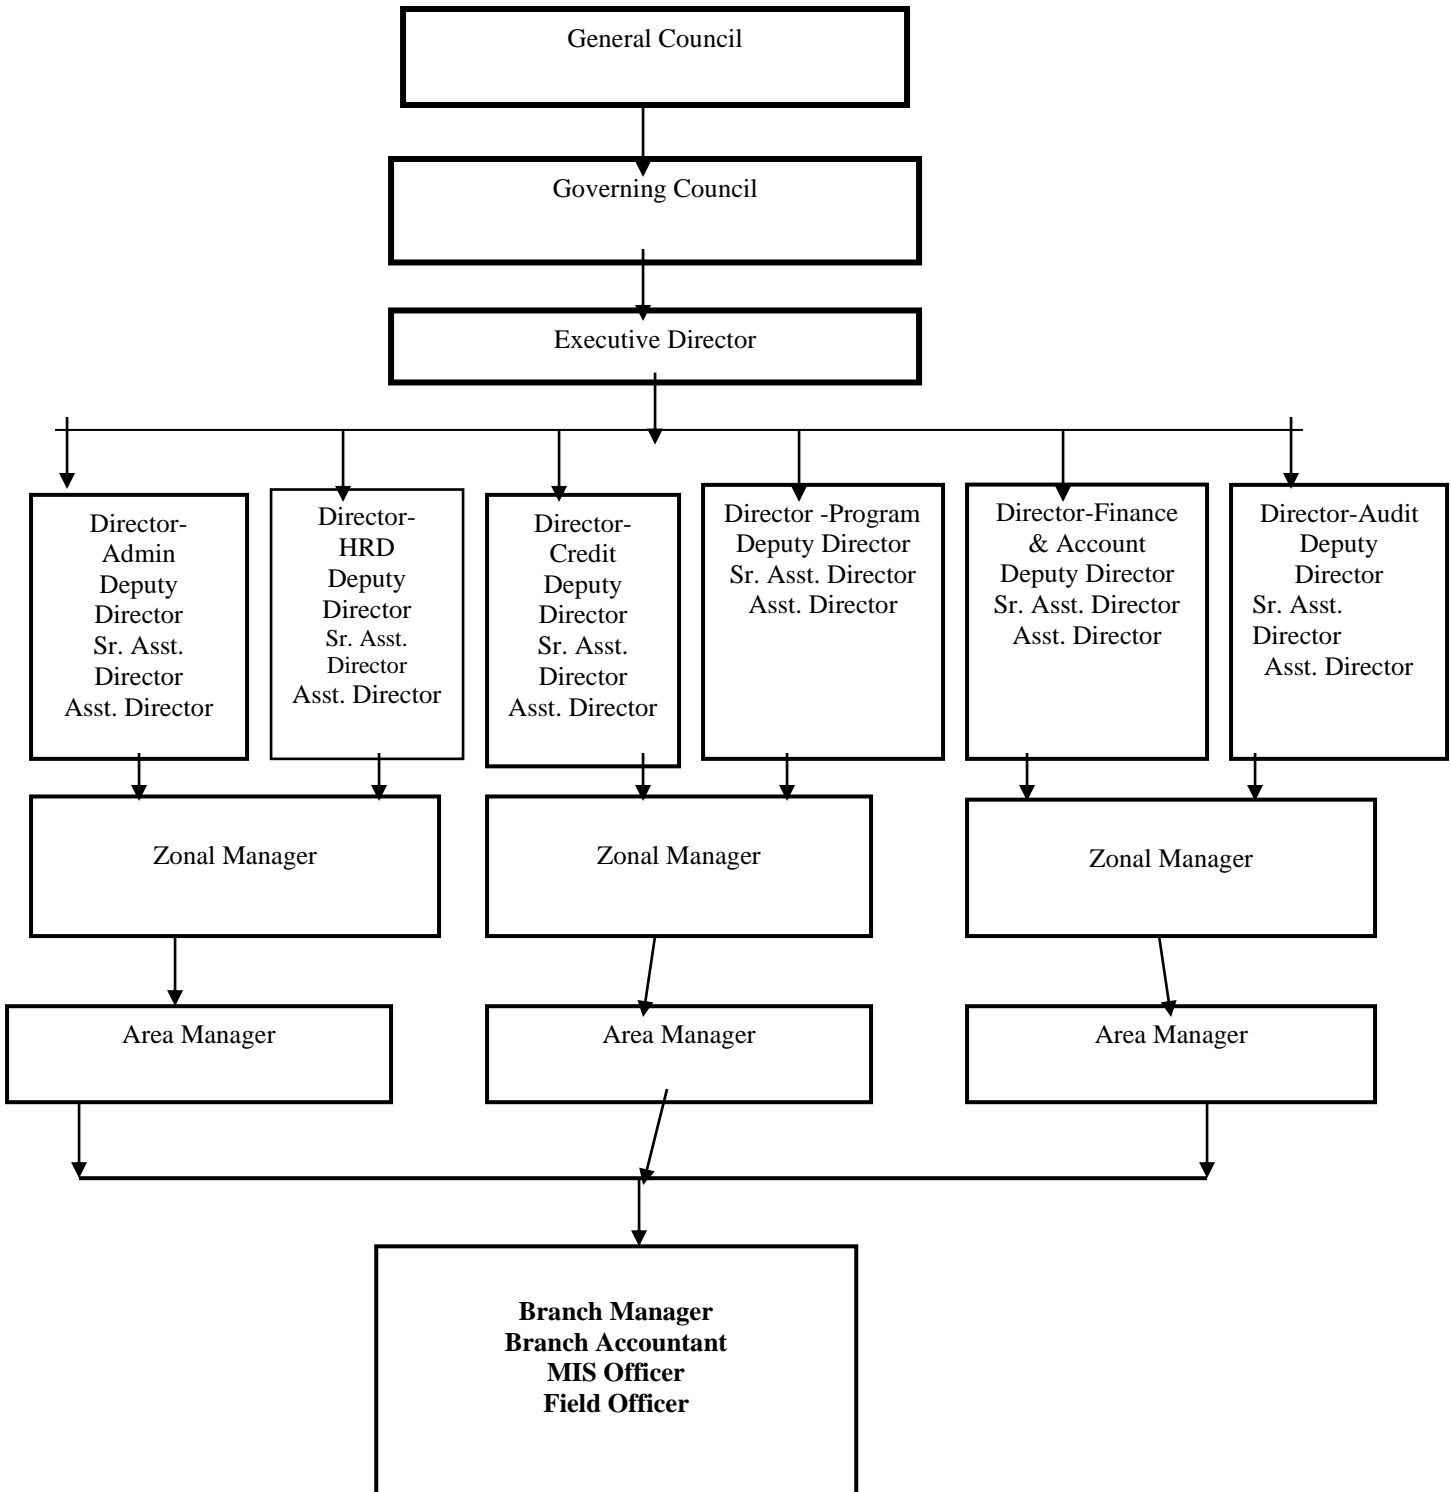 General Council
Governing Council
Executive Director
Director-
Admin
Deputy
Director
Sr. Asst.
Director
Asst. Director
Director-
HRD
Deputy
Director
Sr. Asst.
Director
Asst. Director
Director-
Credit
Deputy
Director
Sr. Asst.
Director
Asst. Director
Director -Program
Deputy Director
Sr. Asst. Director
Asst. Director
Director-Finance
& Account
Deputy Director
Sr. Asst. Director
Asst. Director
Director-Audit
Deputy
Director
Sr. Asst.
Director
Asst. Director
Zonal Manager
Zonal Manager
Zonal Manager
Area Manager
Area Manager
Area Manager
Branch Manager
Branch Accountant
MIS Officer
Field Officer